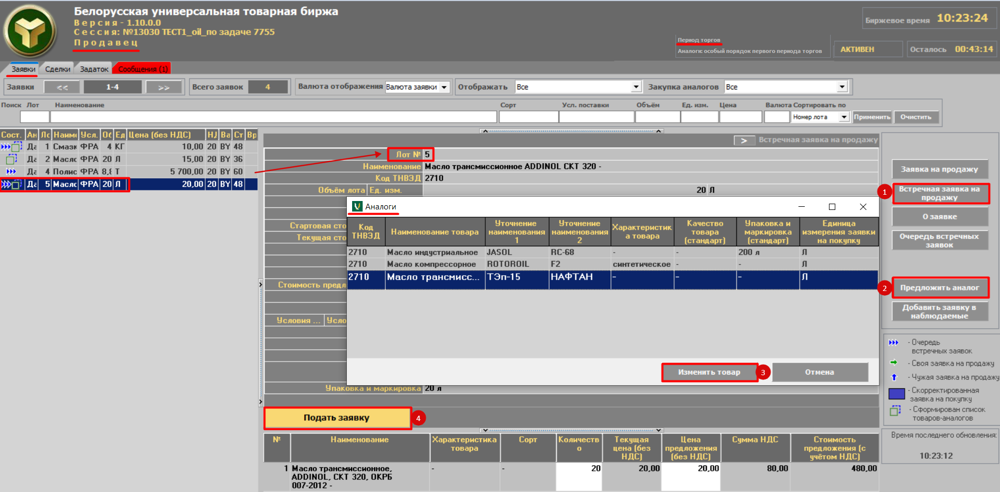 Белорусская универсальная товарная биржа
Версия - 1.10.0.0
Сессия: №13030 ТЕСТ1_oil_по задаче 7755
Продавец
Биржевое время 10:23:24
Период торгов
Аналоги: особый порядок первого периода торгов
АКТИВЕН
Осталось 00:43:14
Заявки Сделки Задаток Сообщения (1)
Заявки << 1-4 >> Всего заявок 4 Валюта отображения Валюта заявки Отображать Все Закупка аналогов Все
Поиск Лот Наименование Сорт Усл. поставки Объём Ед. изм. Цена Валюта Сортировать по
Номер лота Применить Очистить
Сост. Ан Ло Наим Усл. Об Ед Цена (без НДС) НД Ва Ст Вр
Да 1 Смазк ФРА 4 КГ 10,00 20 BY 48
Да 2 Маслс ФРА 20 Л 15,00 20 BY 36
Да 4 Полис ФРА 8,8 Т 5 700,00 20 BY 60
Да 5 Маслс ФРА 20 Л 20,00 20 BY 48
> Встречная заявка на продажу
Лот № 5
Наименование Масло трансмиссионное ADDINOL СКТ 320 -
Код ТНВЭД 2710
Объём лота Ед. изм. 20 Л
Стартовая сто
Текущая сто
Стоимость предл
Условия ... Усло
Упаковка и маркировка 20 л
Аналоги
Код ТНВЭД Наименование товара Уточнение наименования 1 Уточнение наименования 2 Характеристика товара Качество товара (стандарт) Упаковка и маркировка (стандарт) Единица измерения заявки на покупку
2710 Масло индустриальное JASOL RC-68 - - 200 л Л
2710 Масло компрессорное ROTOROIL F2 синтетическое - - Л
2710 Масло трансмисс... ТЭп-15 НАФТАН - - - Л
Изменить товар 3 Отмена
Заявка на продажу
1 Встречная заявка на
продажу
О заявке
Очередь встречных
заявок
2 Предложить аналог
Добавить заявку в
наблюдаемые
- Очередь
встречных заявок
- Своя заявка на продажу
- Чужая заявка на продажу
- Скорректированная
заявка на покупку
- Сформирован список
товаров-аналогов
Время последнего обновления:
10:23:12
Подать заявку 4
№ Наименование Характеристика товара Сорт Количество Текущая цена (без НДС) Цена предложения (без НДС) Сумма НДС Стоимость предложения (с учётом НДС)
1 Масло трансмиссионное, - - 20 20,00 20,00 80,00 480,00
ADDINOL, СКТ 320, ОКРБ
007-2012 -